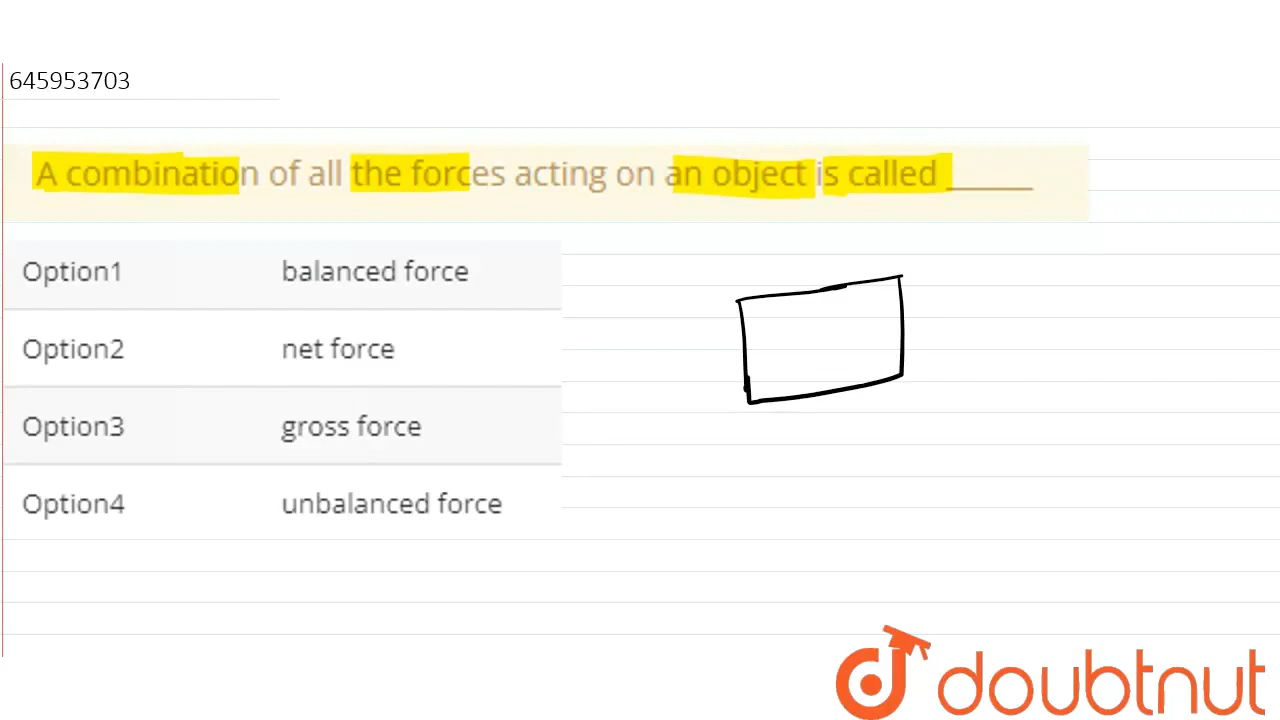 645953703
A combination of all the forces acting on an object is called ______
Option1 balanced force
Option2 net force
Option3 gross force
Option4 unbalanced force
doubtnut